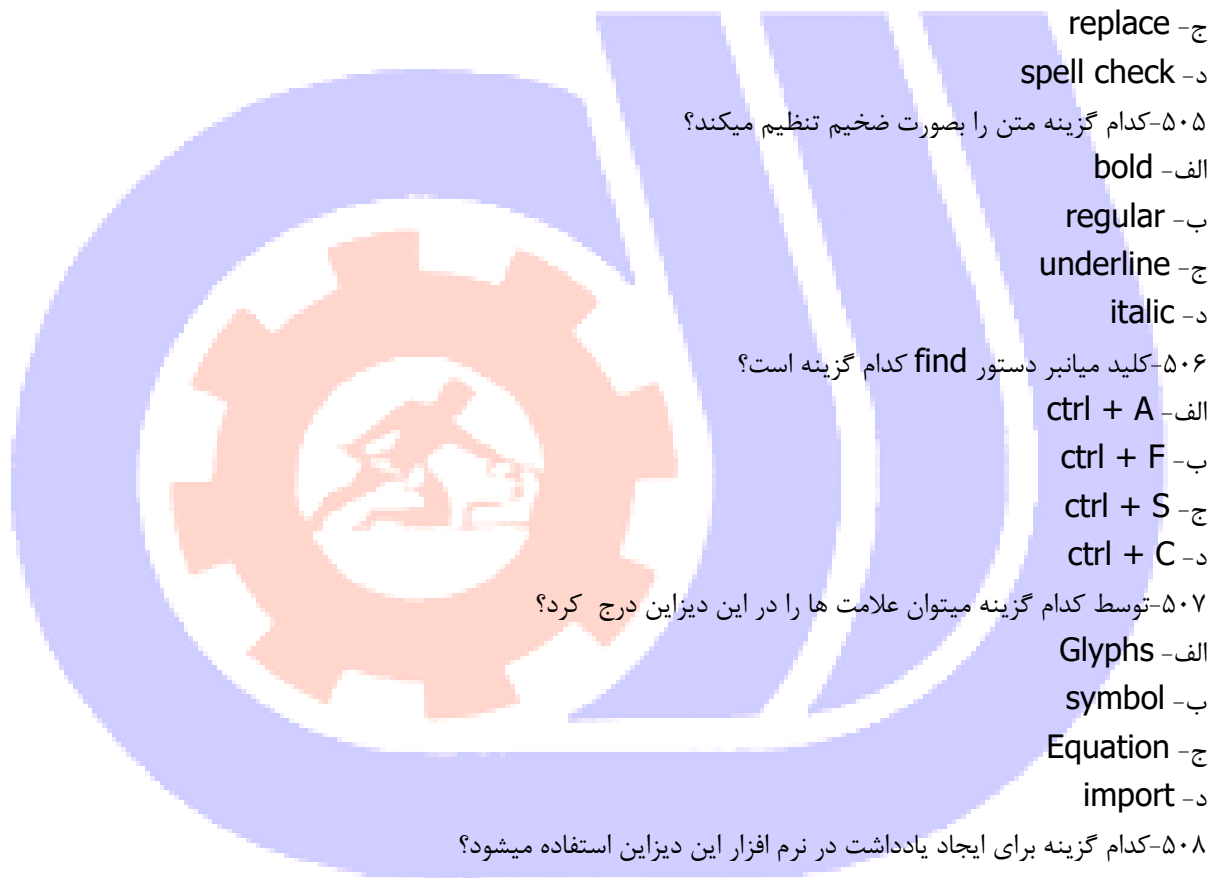 ج- replace
د- spell check
۵۰۵-کدام گزینه متن را بصورت ضخیم تنظیم میکند؟
الف- bold
ب- regular
ج- underline
د- italic
۵۰۶-کلید میانبر دستور find کدام گزینه است؟
الف- ctrl + A
ب- ctrl + F
ج- ctrl + S
د- ctrl + C
۵۰۷-توسط کدام گزینه میتوان علامت ها را در این دیزاین درج کرد؟
الف- Glyphs
ب- symbol
ج- Equation
د- import
۵۰۸-کدام گزینه برای ایجاد یادداشت در نرم افزار این دیزاین استفاده میشود؟